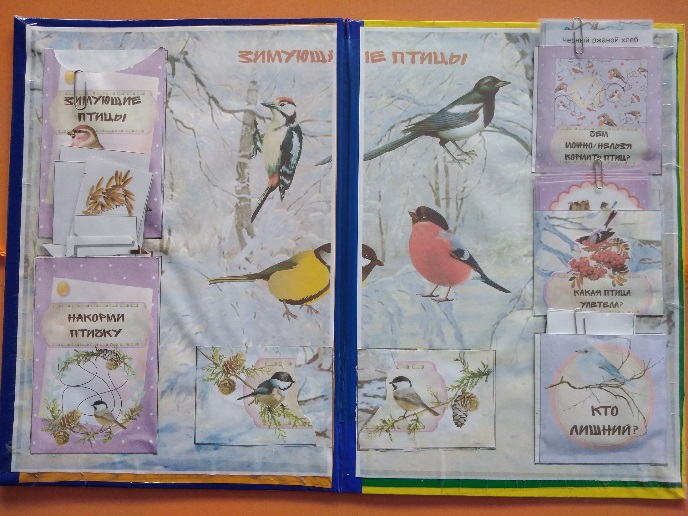 ЗИМУЮЩИЕ ПТИЦЫ
Черный ржаной хлеб
ЗИМУЮЩИЕ
ПТИЦЫ
ЧЕМ
МОЖНО/НЕЛЬЗЯ
КОРМИТЬ ПТИЦ?
КАКАЯ ПТИЦА
УЛЕТЕЛА?
НАКОРМИ
ПТИЧКУ
КТО
ЛИШНИЙ?